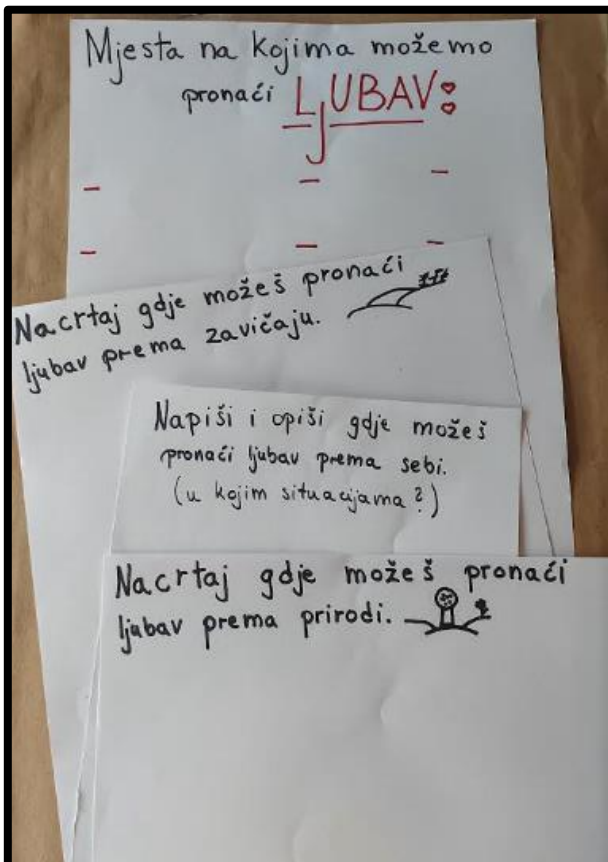 Mjesta na kojima možemo
pronaći LJUBAV:
-
-
-
-
-
-
Nacrtaj gdje možeš pronaći
ljubav prema zavičaju.
Napiši i opiši gdje možeš
pronaći ljubav prema sebi.
(u kojim situacijama?)
Nacrtaj gdje možeš pronaći
ljubav prema prirodi.